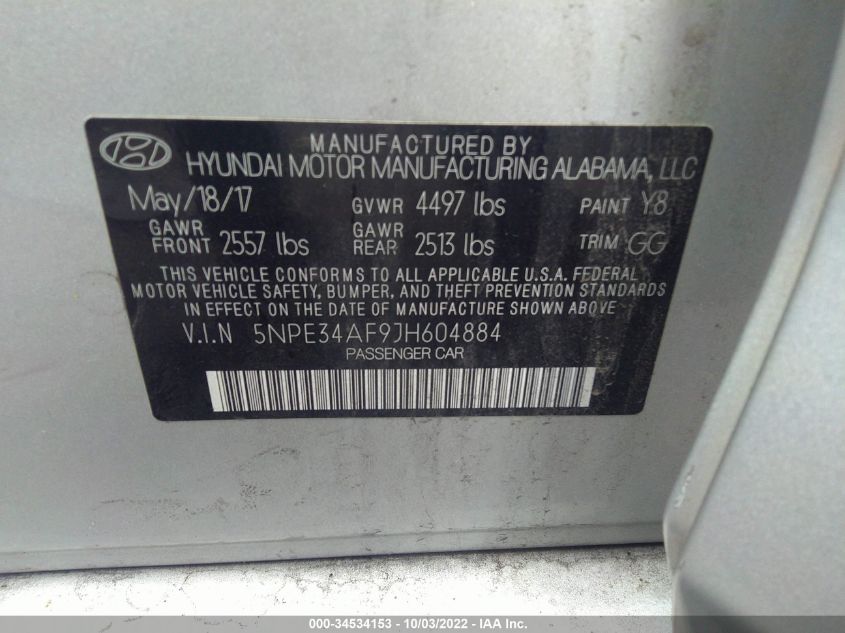 MANUFACTURED BY
HYUNDAI MOTOR MANUFACTURING ALABAMA, LLC
May/18/17 GVWR 4497 lbs PAINT Y8
GAWR FRONT 2557 lbs GAWR REAR 2513 lbs TRIM GG
THIS VEHICLE CONFORMS TO ALL APPLICABLE U.S.A. FEDERAL
MOTOR VEHICLE SAFETY, BUMPER, AND THEFT PREVENTION STANDARDS
IN EFFECT ON THE DATE OF MANUFACTURE SHOWN ABOVE
V.I.N 5NPE34AF9JH604884
PASSENGER CAR
000-34534153 - 10/03/2022 - IAA Inc.